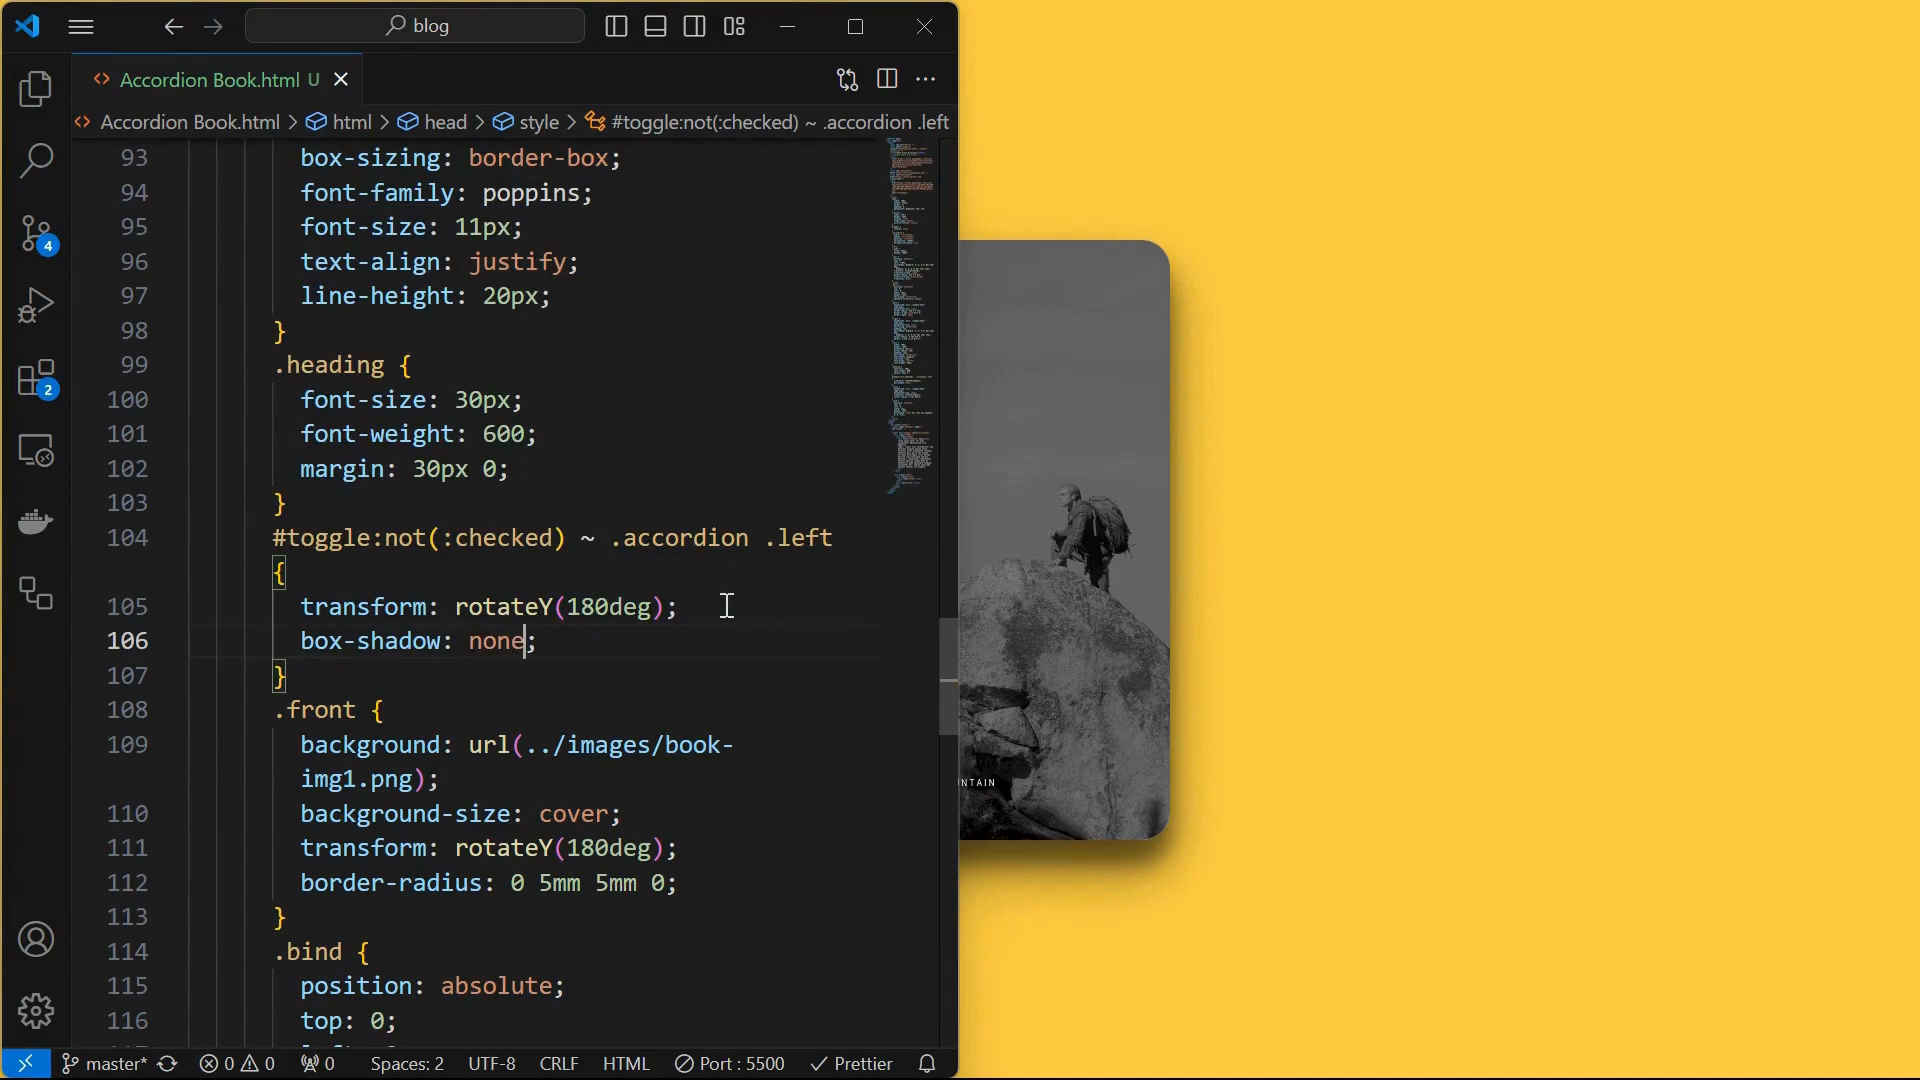 blog
Accordion Book.html U
Accordion Book.html > html > head > style > #toggle:not(:checked) ~ .accordion .left
93 box-sizing: border-box;
94 font-family: poppins;
95 font-size: 11px;
96 text-align: justify;
97 line-height: 20px;
98 }
99 .heading {
100 font-size: 30px;
101 font-weight: 600;
102 margin: 30px 0;
103 }
104 #toggle:not(:checked) ~ .accordion .left
{
105 transform: rotateY(180deg);
106 box-shadow: none;
107 }
108 .front {
109 background: url(../images/book-
img1.png);
110 background-size: cover;
111 transform: rotateY(180deg);
112 border-radius: 0 5mm 5mm 0;
113 }
114 .bind {
115 position: absolute;
116 top: 0;
4
2
NTAIN
master* 0 0 0 Spaces: 2 UTF-8 CRLF HTML Port : 5500 Prettier